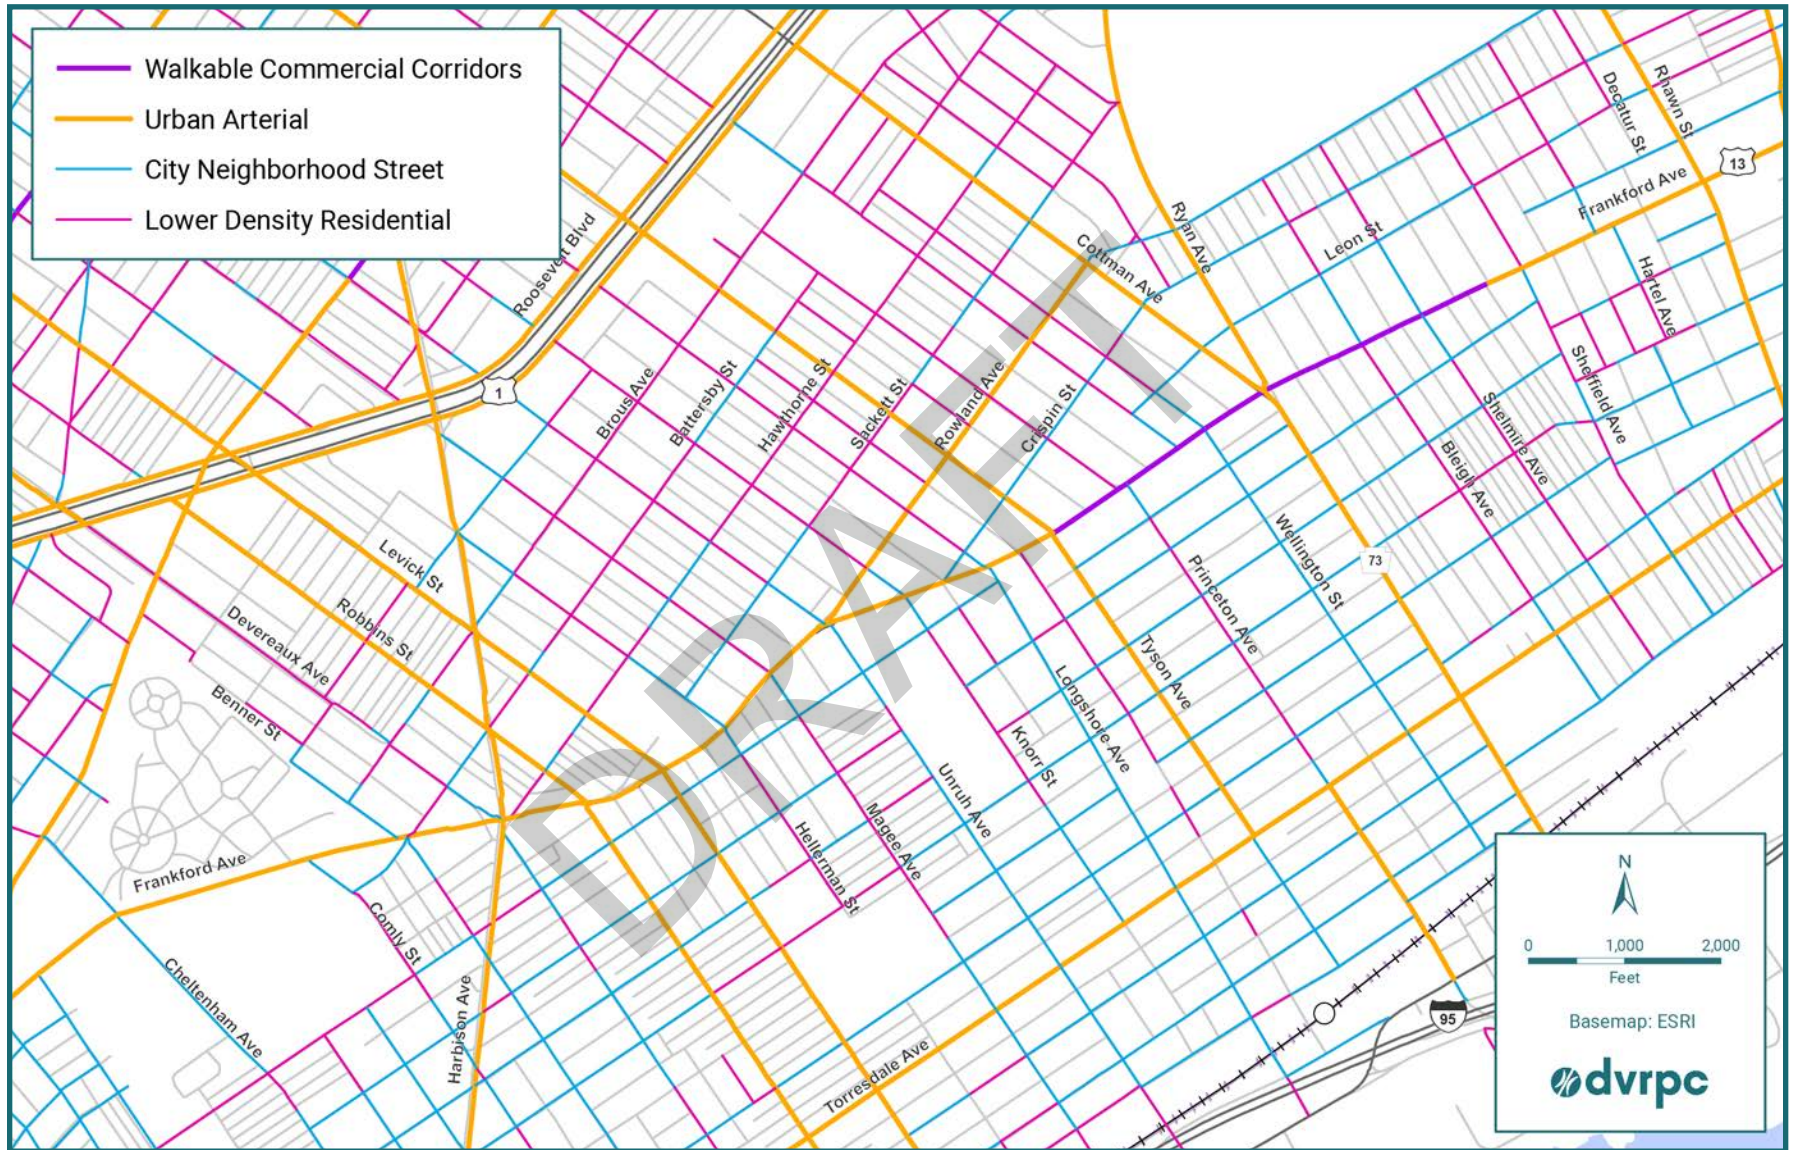 Walkable Commercial Corridors
Urban Arterial
City Neighborhood Street
Lower Density Residential
Decatur St
Rhawn St
13
Frankford Ave
Ryan Ave
Roosevelt Blvd
Cottman Ave
Leon St
Hartel Ave
1
Brous Ave
Battersby St
Hawthorne St
Sackett St
Rowland Ave
Crispin St
Sheffield Ave
Shelmire Ave
Bleigh Ave
Levick St
Robbins St
Devereaux Ave
Benner St
Wellington St
73
Princeton Ave
Tyson Ave
Longshore Ave
Knorr St
Unruh Ave
Magee Ave
Hellerman St
DRAFT
Frankford Ave
Comly St
Cheltenham Ave
Harbison Ave
Torresdale Ave
95
N
0 1,000 2,000
Feet
Basemap: ESRI
dvrpc